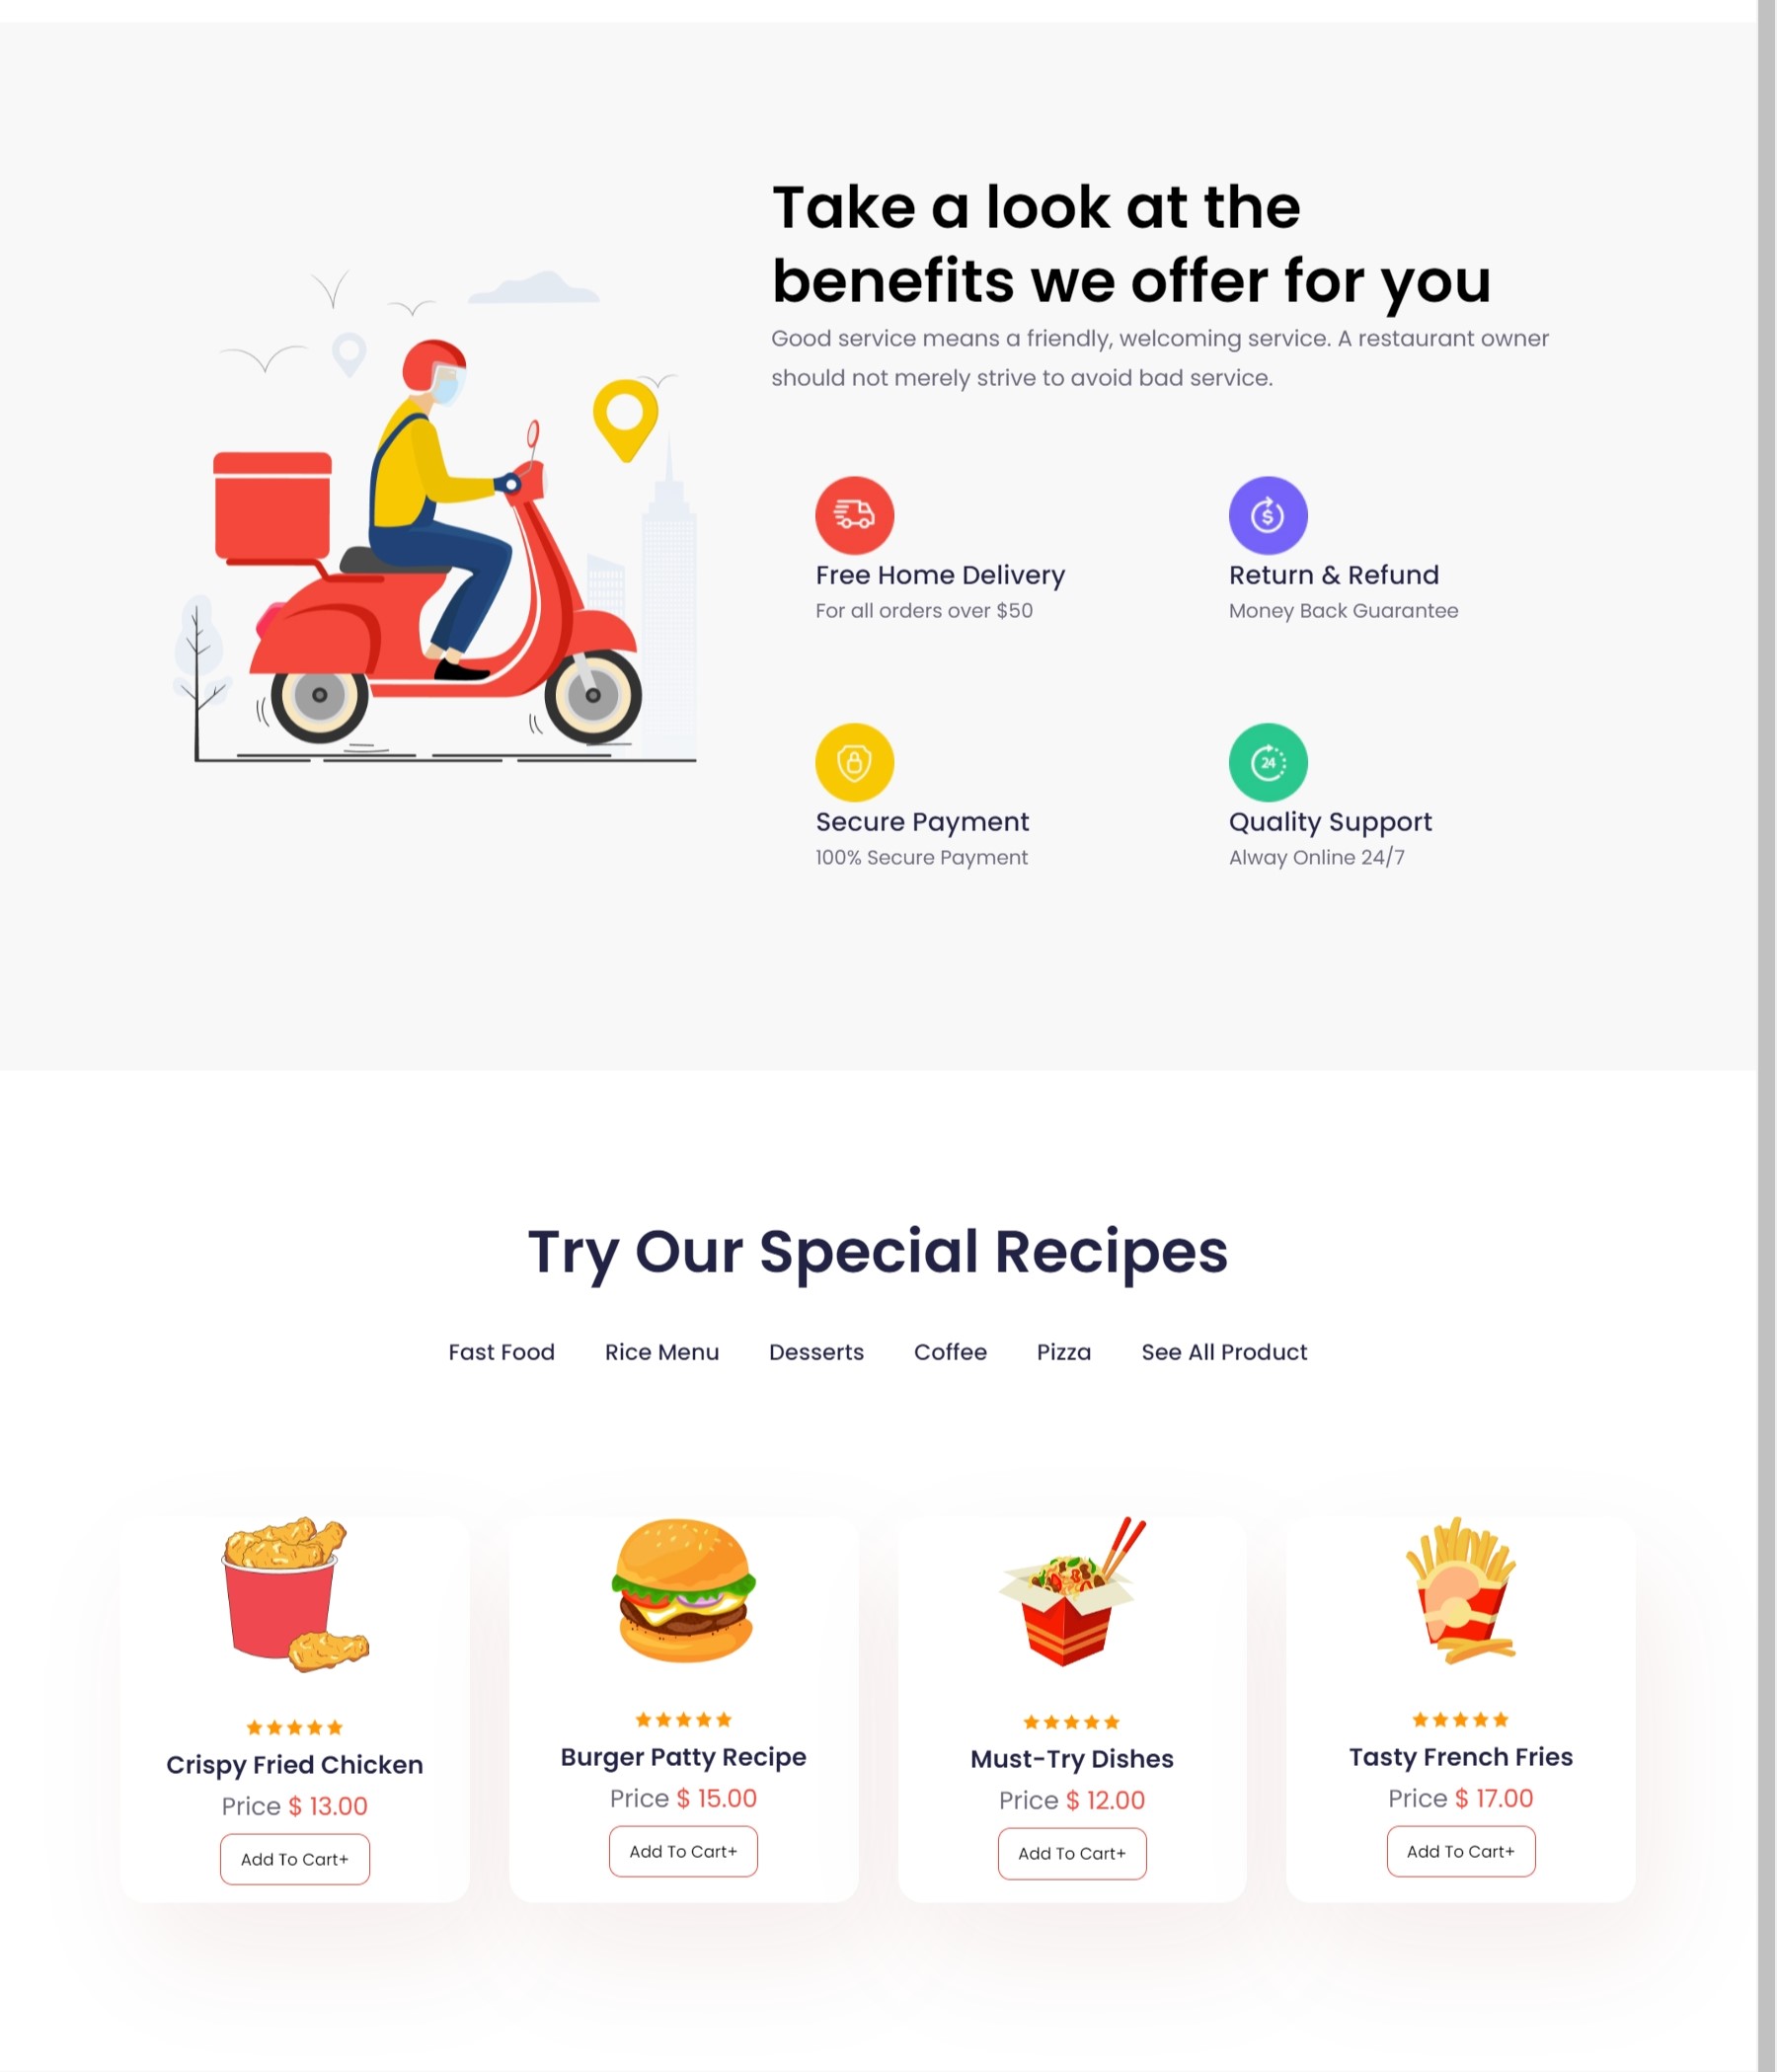 Take a look at the
benefits we offer for you
Good service means a friendly, welcoming service. A restaurant owner
should not merely strive to avoid bad service.
$
Free Home Delivery
For all orders over $50
Return & Refund
Money Back Guarantee
24
Secure Payment
100% Secure Payment
Quality Support
Alway Online 24/7
Try Our Special Recipes
Fast Food Rice Menu Desserts Coffee Pizza See All Product
Crispy Fried Chicken
Price $ 13.00
Add To Cart+
Burger Patty Recipe
Price $ 15.00
Add To Cart+
Must-Try Dishes
Price $ 12.00
Add To Cart+
Tasty French Fries
Price $ 17.00
Add To Cart+